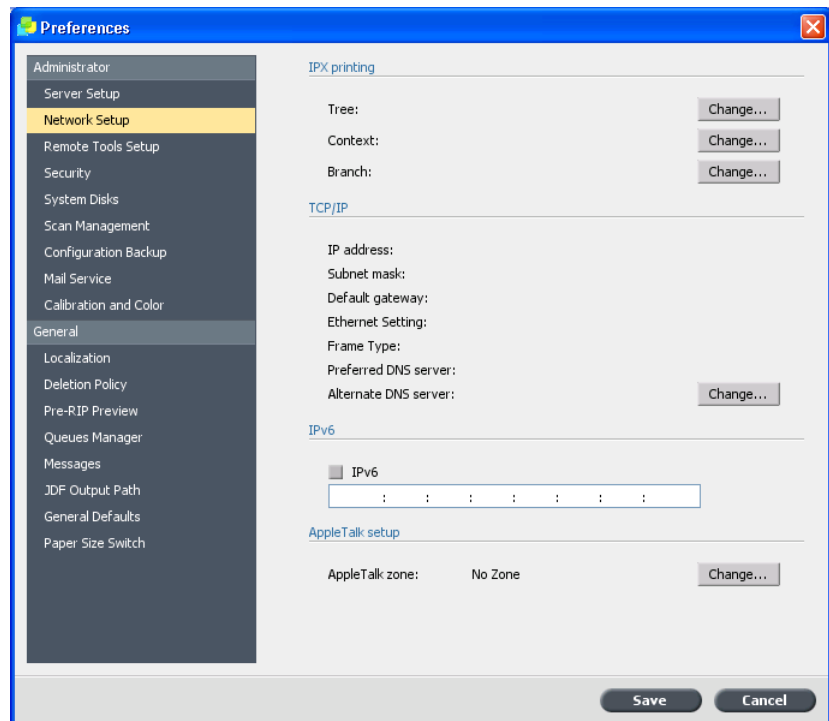 Preferences
Administrator
Server Setup
Network Setup
Remote Tools Setup
Security
System Disks
Scan Management
Configuration Backup
Mail Service
Calibration and Color
General
Localization
Deletion Policy
Pre-RIP Preview
Queues Manager
Messages
JDF Output Path
General Defaults
Paper Size Switch
IPX printing
Tree: Change...
Context: Change...
Branch: Change...
TCP/IP
IP address:
Subnet mask:
Default gateway:
Ethernet Setting:
Frame Type:
Preferred DNS server:
Alternate DNS server: Change...
IPv6
IPv6
: : : : : : :
AppleTalk setup
AppleTalk zone: No Zone Change...
Save Cancel